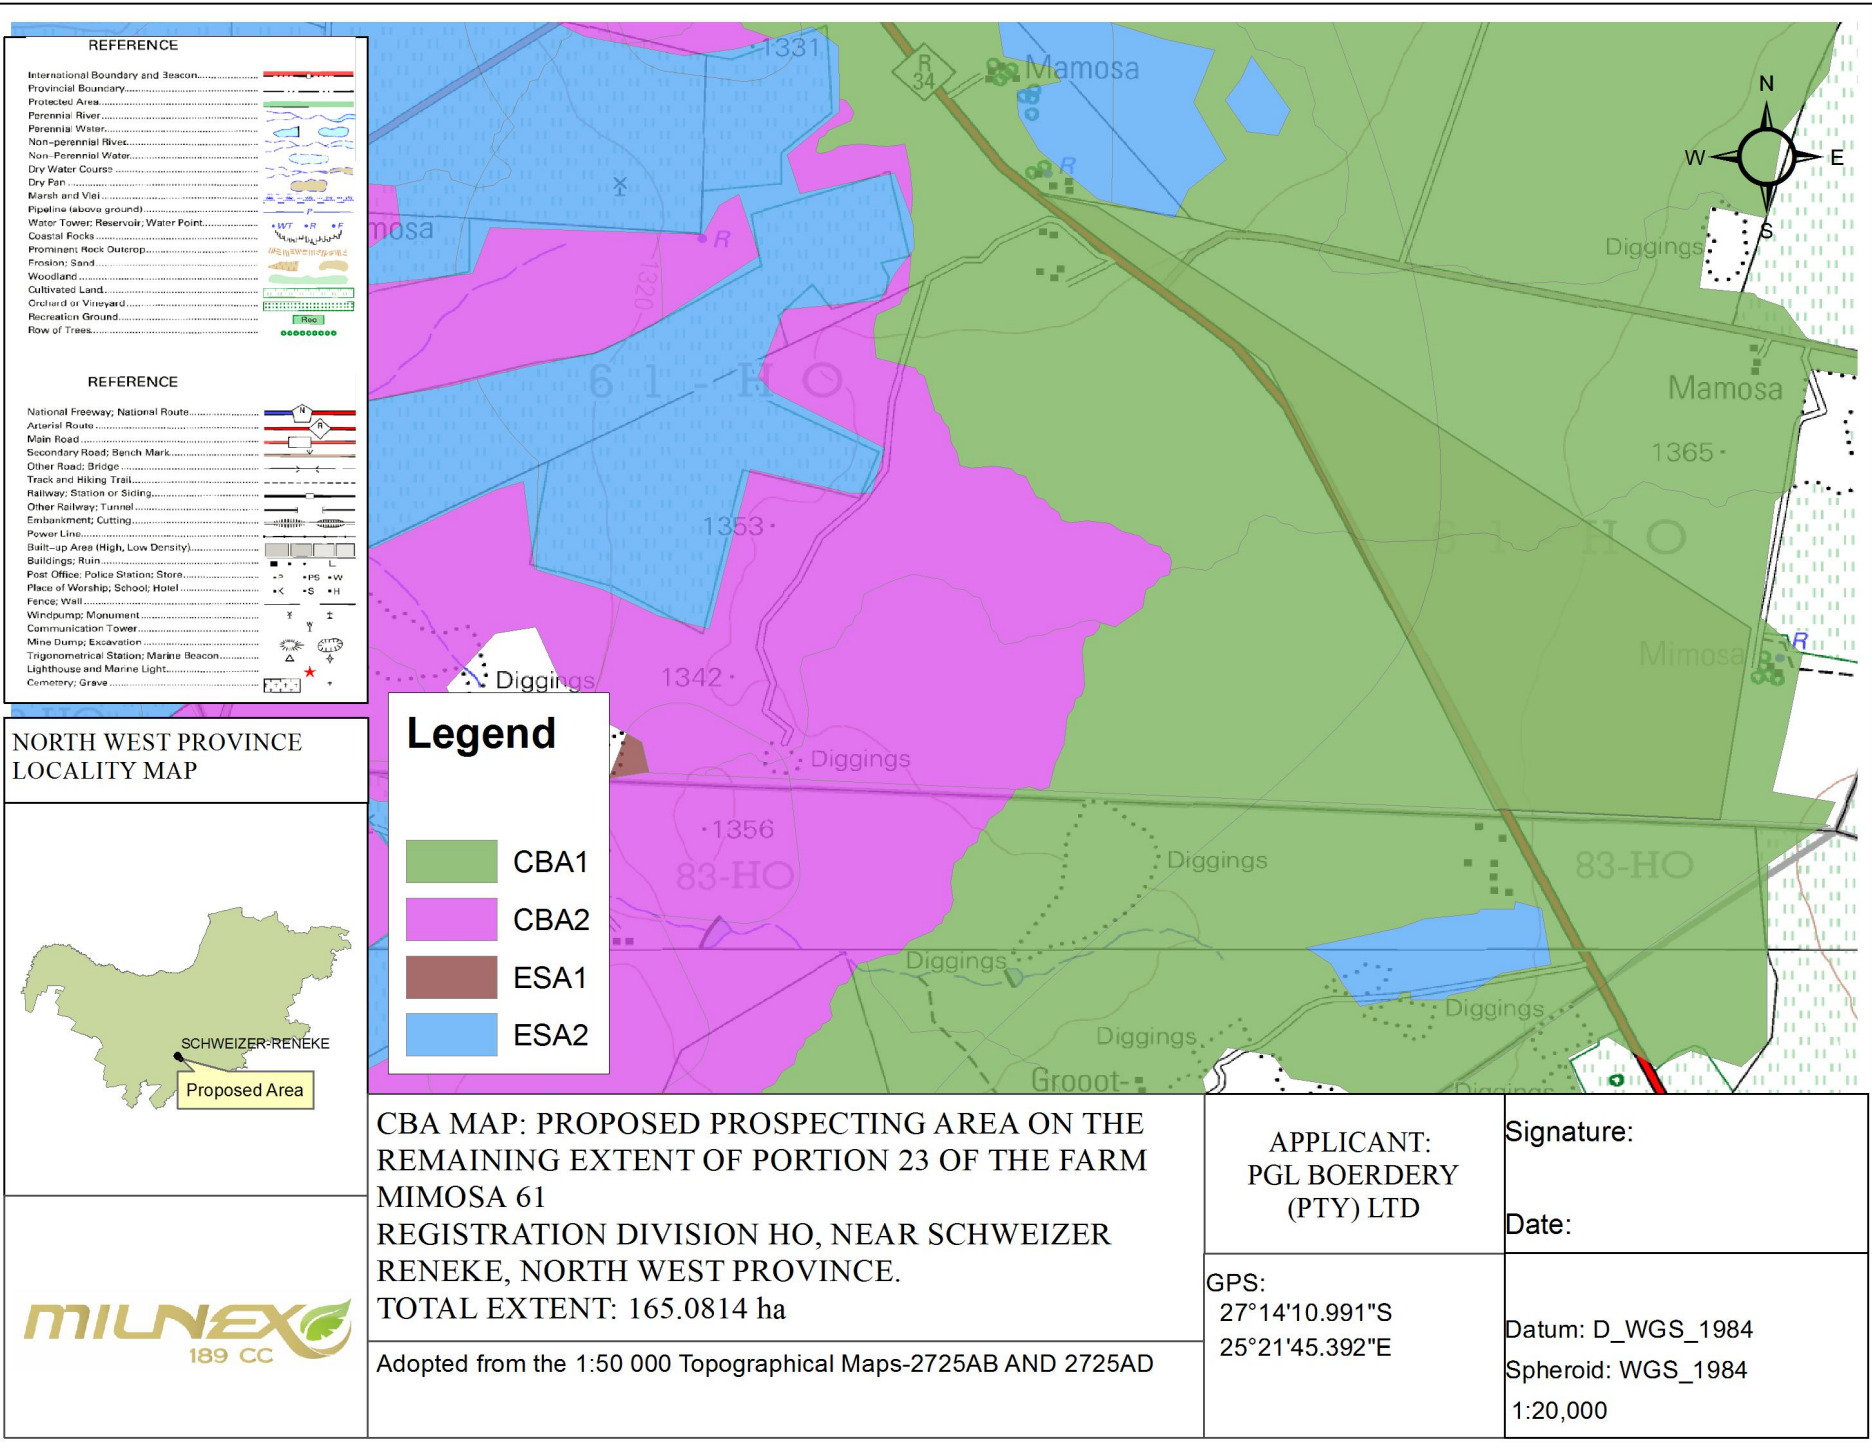 REFERENCE
International Boundary and Beacon
Provincial Boundary
Protected Area
Perennial River
Perennial Water
Non-perennial River
Non-Perennial Water
Dry Water Course
Dry Pan
Marsh and Vlei
Pipeline (above ground)
P
Water Tower; Reservoir; Water Point
WT R F
Coastal Rocks
Prominent Rock Outcrop
Erosion; Sand
Woodland
Cultivated Land
Orchard or Vineyard
Recreation Ground
Rec
Row of Trees
REFERENCE
National Freeway; National Route
N
Arterial Route
R
Main Road
Secondary Road; Bench Mark
Other Road; Bridge
Track and Hiking Trail
Railway; Station or Siding
Other Railway; Tunnel
Embankment; Cutting
Power Line
Built-up Area (High, Low Density)
Buildings; Ruin
Post Office; Police Station; Store
P PS W
Place of Worship; School; Hotel
S H
Fence; Wall
Windpump; Monument
Communication Tower
Mine Dump; Excavation
Trigonometrical Station; Marine Beacon
Lighthouse and Marine Light
Cemetery; Grave
1331
R
34
Mamosa
N
W E
S
R
mosa
R
Diggings
1320
61-HO
Mamosa
1365
1353
61-HO
Mimosa
R
1342
Diggings
Diggings
1356
83-HO
Diggings
83-HO
Diggings
Diggings
Diggings
Grooot-
Diggings
Legend
CBA1
CBA2
ESA1
ESA2
NORTH WEST PROVINCE
LOCALITY MAP
SCHWEIZER-RENEKE
Proposed Area
MILNEX
189 CC
CBA MAP: PROPOSED PROSPECTING AREA ON THE
REMAINING EXTENT OF PORTION 23 OF THE FARM
MIMOSA 61
REGISTRATION DIVISION HO, NEAR SCHWEIZER
RENEKE, NORTH WEST PROVINCE.
TOTAL EXTENT: 165.0814 ha
Adopted from the 1:50 000 Topographical Maps-2725AB AND 2725AD
APPLICANT:
PGL BOERDERY
(PTY) LTD
GPS:
27°14'10.991"S
25°21'45.392"E
Signature:
Date:
Datum: D_WGS_1984
Spheroid: WGS_1984
1:20,000